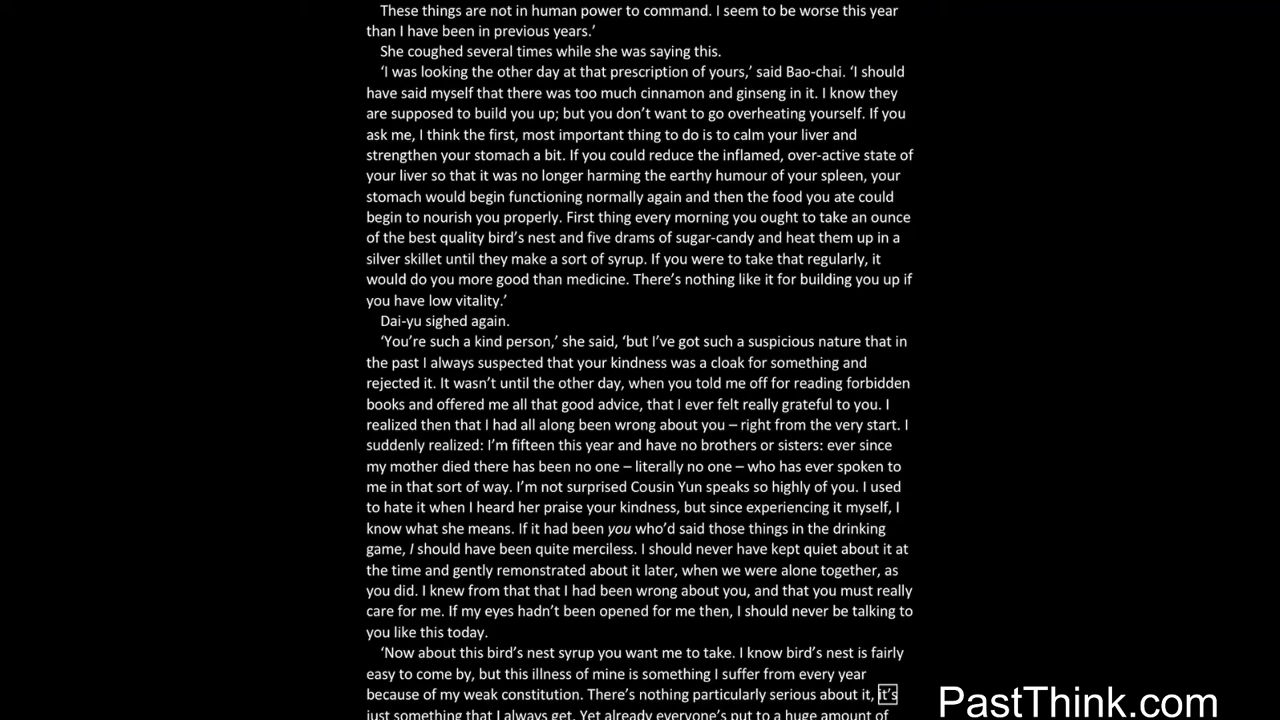 These things are not in human power to command. I seem to be worse this year
than I have been in previous years.’
She coughed several times while she was saying this.
‘I was looking the other day at that prescription of yours,’ said Bao-chai. ‘I should
have said myself that there was too much cinnamon and ginseng in it. I know they
are supposed to build you up; but you don’t want to go overheating yourself. If you
ask me, I think the first, most important thing to do is to calm your liver and
strengthen your stomach a bit. If you could reduce the inflamed, over-active state of
your liver so that it was no longer harming the earthy humour of your spleen, your
stomach would begin functioning normally again and then the food you ate could
begin to nourish you properly. First thing every morning you ought to take an ounce
of the best quality bird’s nest and five drams of sugar-candy and heat them up in a
silver skillet until they make a sort of syrup. If you were to take that regularly, it
would do you more good than medicine. There’s nothing like it for building you up if
you have low vitality.’
Dai-yu sighed again.
‘You’re such a kind person,’ she said, ‘but I’ve got such a suspicious nature that in
the past I always suspected that your kindness was a cloak for something and
rejected it. It wasn’t until the other day, when you told me off for reading forbidden
books and offered me all that good advice, that I ever felt really grateful to you. I
realized then that I had all along been wrong about you – right from the very start. I
suddenly realized: I’m fifteen this year and have no brothers or sisters: ever since
my mother died there has been no one – literally no one – who has ever spoken to
me in that sort of way. I’m not surprised Cousin Yun speaks so highly of you. I used
to hate it when I heard her praise your kindness, but since experiencing it myself, I
know what she means. If it had been you who’d said those things in the drinking
game, I should have been quite merciless. I should never have kept quiet about it at
the time and gently remonstrated about it later, when we were alone together, as
you did. I knew from that that I had been wrong about you, and that you must really
care for me. If my eyes hadn’t been opened for me then, I should never be talking to
you like this today.
‘Now about this bird’s nest syrup you want me to take. I know bird’s nest is fairly
easy to come by, but this illness of mine is something I suffer from every year
because of my weak constitution. There’s nothing particularly serious about it, it’s
just something that I always get. Yet already everyone’s put to a huge amount of
PastThink.com